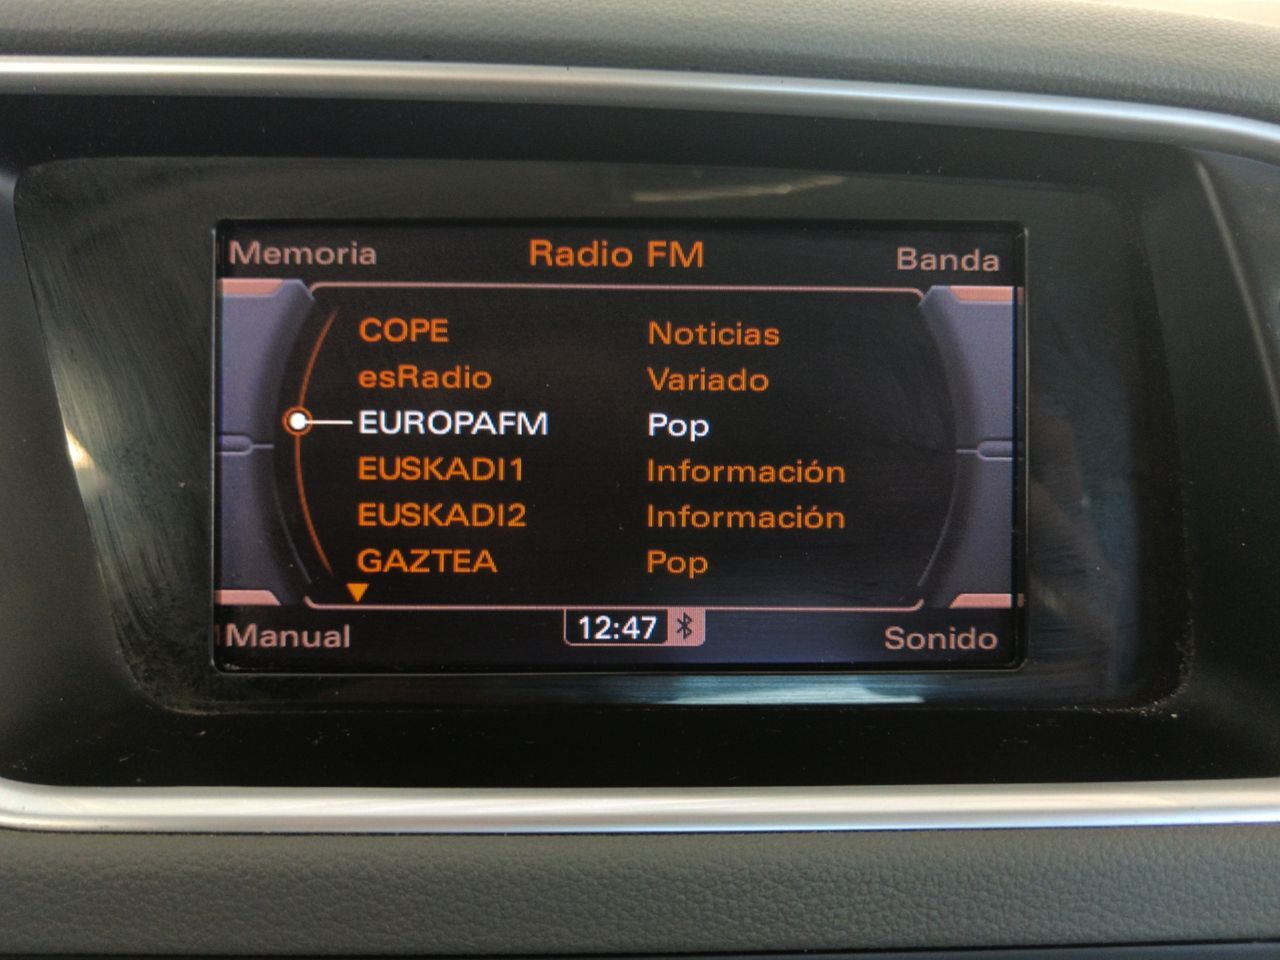 Memoria Radio FM Banda
COPE Noticias
esRadio Variado
EUROPAFM Pop
EUSKADI1 Información
EUSKADI2 Información
GAZTEA Pop
Manual 12:47 Sonido